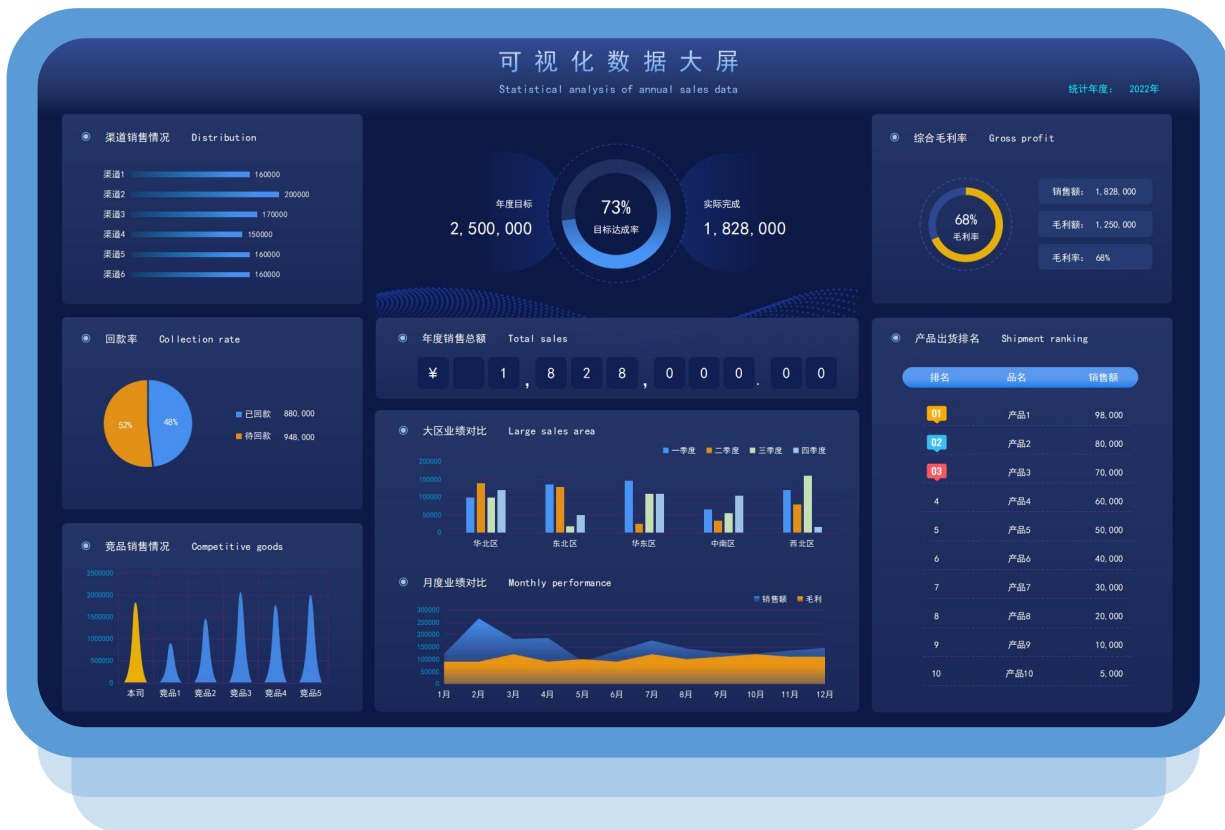 可视化数据大屏
Statistical analysis of annual sales data
统计年度： 2022年
渠道销售情况 Distribution
渠道1 160000
渠道2 200000
渠道3 170000
渠道4 150000
渠道5 160000
渠道6 160000
年度目标
2,500,000
73%
目标达成率
实际完成
1,828,000
综合毛利率 Gross profit
68%
毛利率
销售额： 1,828,000
毛利额： 1,250,000
毛利率： 68%
回款率 Collection rate
52%
48%
已回款 880,000
待回款 948,000
年度销售总额 Total sales
¥ 1,828,000.00
产品出货排名 Shipment ranking
排名 品名 销售额
01 产品1 98,000
02 产品2 80,000
03 产品3 70,000
4 产品4 60,000
5 产品5 50,000
6 产品6 40,000
7 产品7 30,000
8 产品8 20,000
9 产品9 10,000
10 产品10 5,000
大区业绩对比 Large sales area
一季度 二季度 三季度 四季度
200000
150000
100000
50000
0
华北区 东北区 华东区 中南区 西北区
竞品销售情况 Competitive goods
2500000
2000000
1500000
1000000
500000
0
本司 竞品1 竞品2 竞品3 竞品4 竞品5
月度业绩对比 Monthly performance
销售额 毛利
300000
250000
200000
150000
100000
50000
0
1月 2月 3月 4月 5月 6月 7月 8月 9月 10月 11月 12月